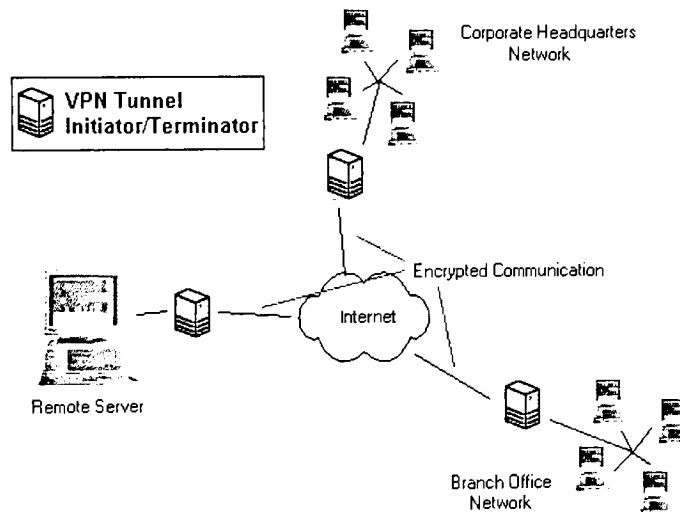 Corporate Headquarters
Network
VPN Tunnel
Initiator/Terminator
Encrypted Communication
Internet
Remote Server
Branch Office
Network